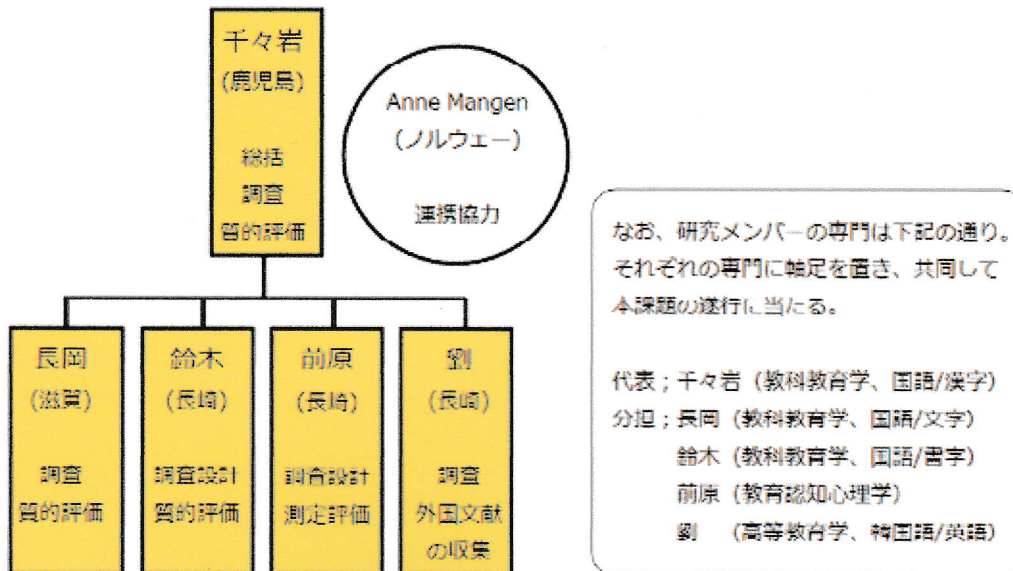 千々岩
(鹿児島)
総括
調査
質的評価
Anne Mangen
(ノルウェー)
連携協力
長岡
(滋賀)
調査
質的評価
鈴木
(長崎)
調査設計
質的評価
前原
(長崎)
調査設計
測定評価
劉
(長崎)
調査
外国文献
の収集
なお、研究メンバーの専門は下記の通り。
それぞれの専門に軸足を置き、共同して
本課題の遂行に当たる。
代表；千々岩（教科教育学、国語/漢字）
分担；長岡（教科教育学、国語/文字）
鈴木（教科教育学、国語/書字）
前原（教育認知心理学）
劉　（高等教育学、韓国語/英語）